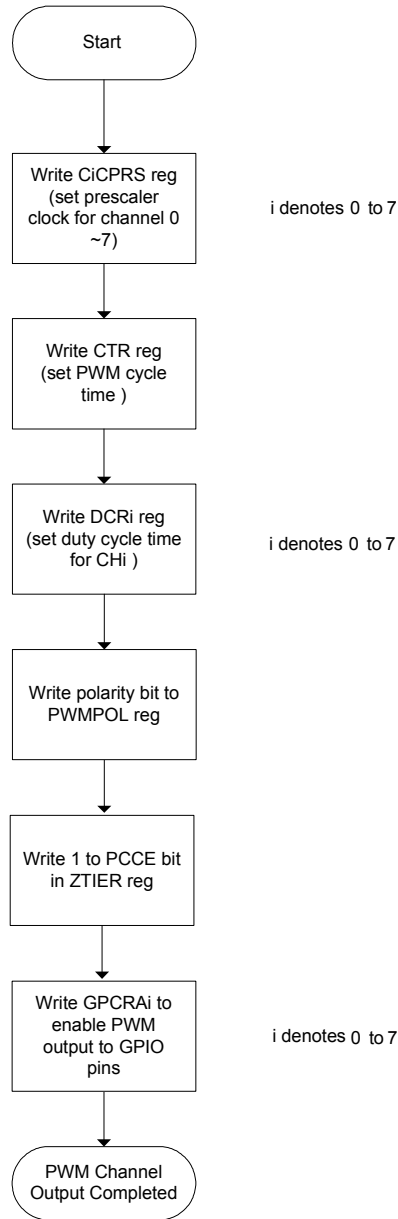 Start
Write CiCPRS reg
(set prescaler
clock for channel 0
~7)
i denotes 0 to 7
Write CTR reg
(set PWM cycle
time )
Write DCRi reg
(set duty cycle time
for CHi )
i denotes 0 to 7
Write polarity bit to
PWMPOL reg
Write 1 to PCCE bit
in ZTIER reg
Write GPCRAi to
enable PWM
output to GPIO
pins
i denotes 0 to 7
PWM Channel
Output Completed